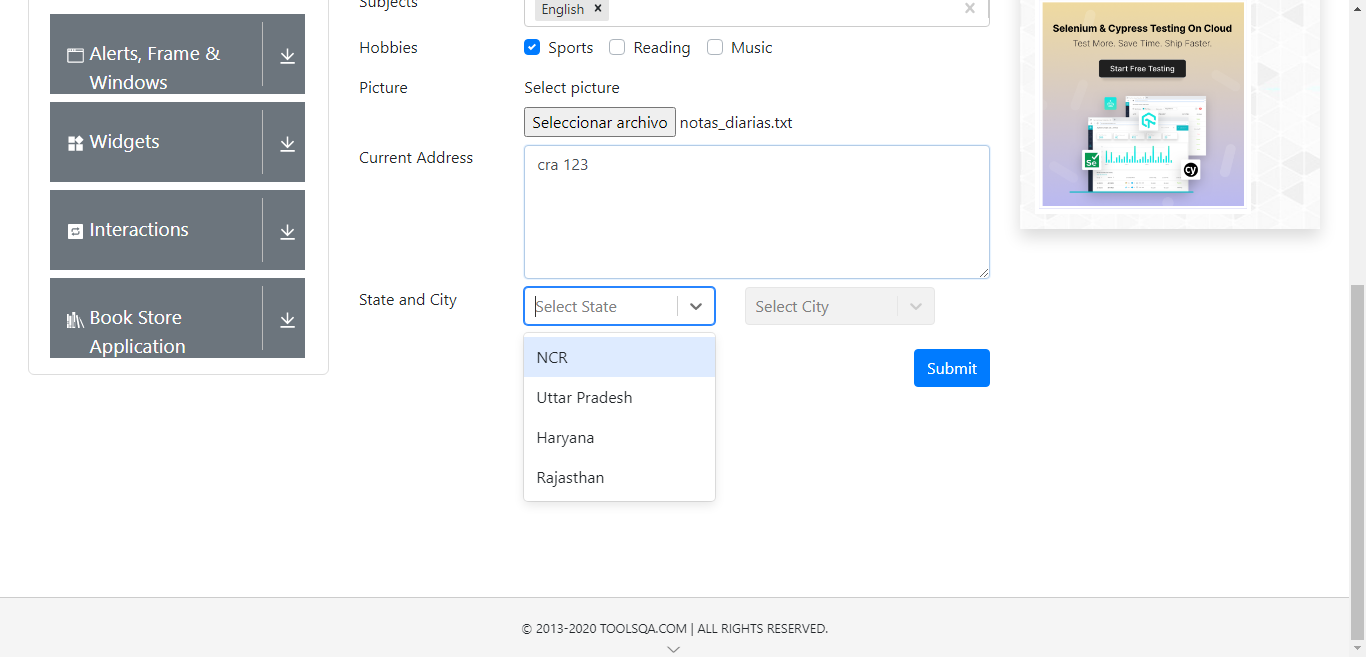 Alerts, Frame &
Windows
Widgets
Interactions
Book Store
Application
Subjects
English ×
Hobbies
Sports
Reading
Music
Picture
Select picture
Seleccionar archivo notas_diarias.txt
Current Address
cra 123
State and City
Select State
Select City
NCR
Uttar Pradesh
Haryana
Rajasthan
Submit
Selenium & Cypress Testing On Cloud
Test More. Save Time. Ship Faster.
Start Free Testing
Se
cy
© 2013-2020 TOOLSQA.COM | ALL RIGHTS RESERVED.